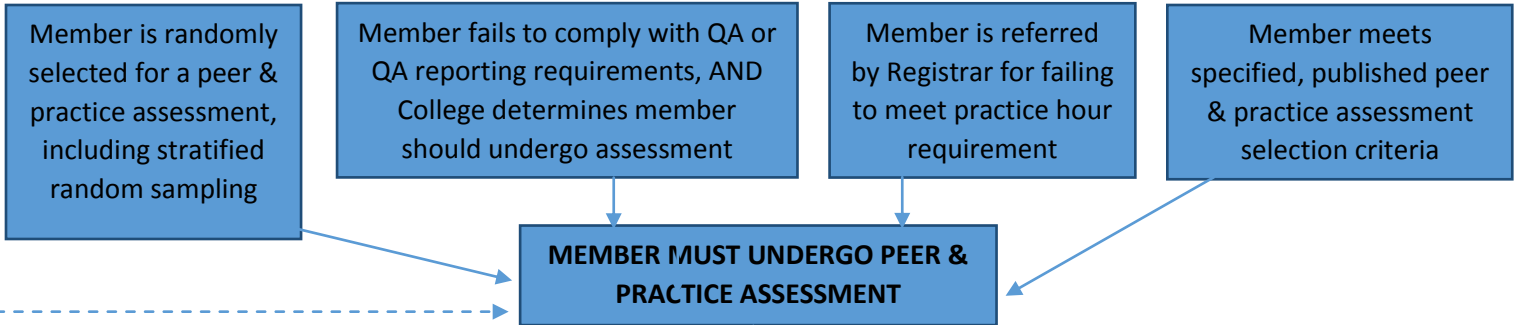 Member is randomly
selected for a peer &
practice assessment,
including stratified
random sampling
Member fails to comply with QA or
QA reporting requirements, AND
College determines member
should undergo assessment
Member is referred
by Registrar for failing
to meet practice hour
requirement
Member meets
specified, published peer
& practice assessment
selection criteria
MEMBER MUST UNDERGO PEER &
PRACTICE ASSESSMENT